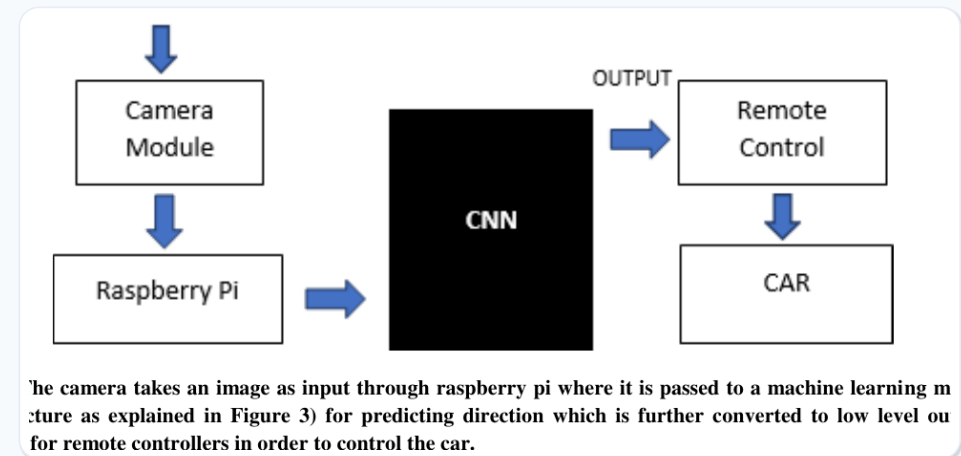 Camera
Module
Raspberry Pi
CNN
OUTPUT
Remote
Control
CAR
he camera takes an image as input through raspberry pi where it is passed to a machine learning m
cture as explained in Figure 3) for predicting direction which is further converted to low level ou
for remote controllers in order to control the car.